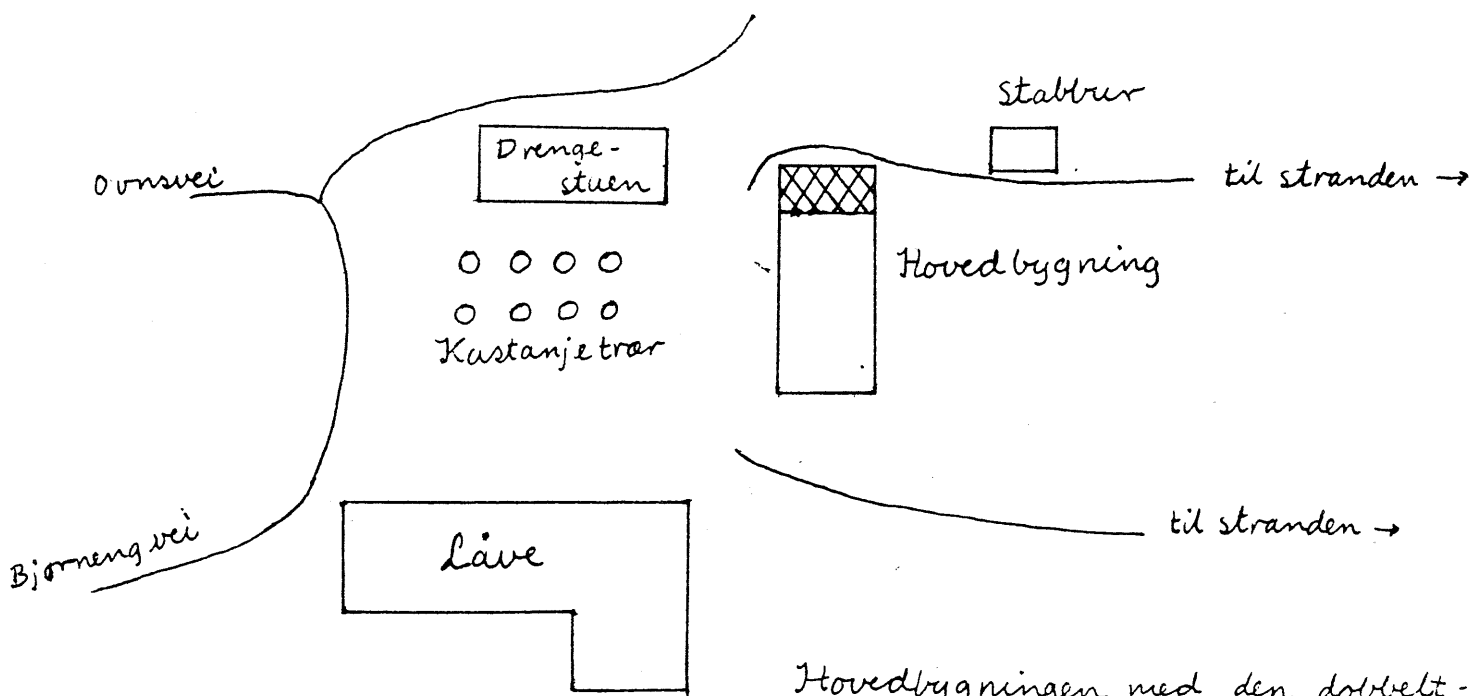 Stabbur
Drenge-
stuen
Ovnsvei
til stranden →
Hovedbygning
Kastanjetrær
til stranden →
Bjørnengvei
Låve
Hovedbygningen med den dobbelt-